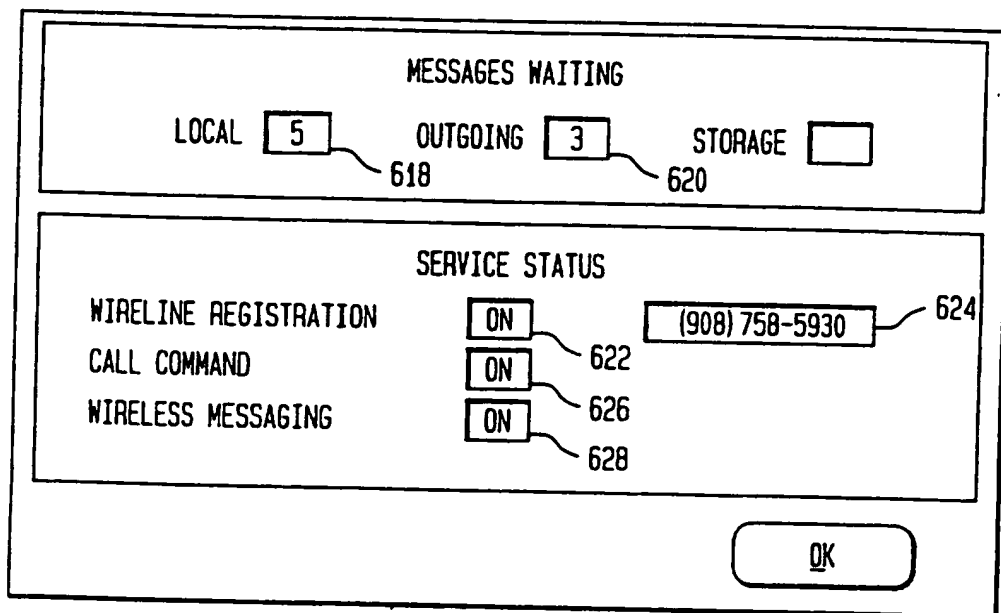 MESSAGES WAITING
LOCAL 5 OUTGOING 3 STORAGE
618 620
SERVICE STATUS
WIRELINE REGISTRATION ON (908) 758-5930 624
622
CALL COMMAND ON
626
WIRELESS MESSAGING ON
628
OK